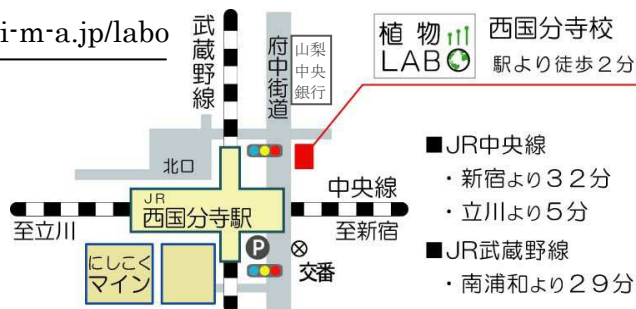 i-m-a.jp/labo
武蔵野線
府中街道
山梨
中央
銀行
植物
LABO
西国分寺校
駅より徒歩2分
北口
JR
西国分寺駅
中央線
至立川
至新宿
にしこく
マイン
P
交番
■JR中央線
・新宿より32分
・立川より5分
■JR武蔵野線
・南浦和より29分